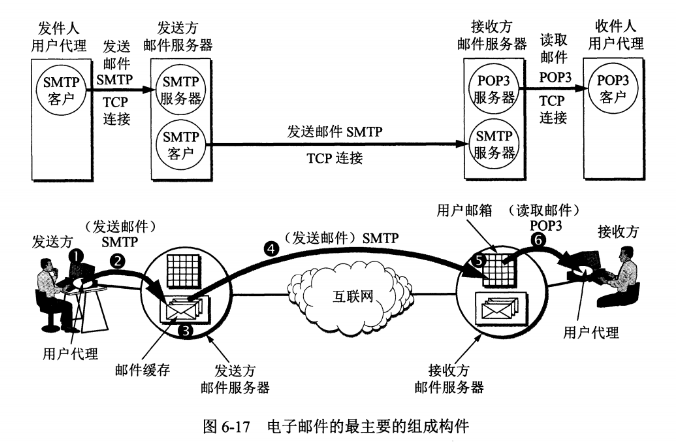 发件人
用户代理
发送
邮件
SMTP
TCP
连接
SMTP
客户
发送方
邮件服务器
SMTP
服务器
SMTP
客户
发送邮件 SMTP
TCP 连接
接收方
邮件服务器
POP3
服务器
SMTP
服务器
读取
邮件
POP3
TCP
连接
收件人
用户代理
POP3
客户
发送方
❶
(发送邮件)
SMTP
❷
❸
❹
(发送邮件) SMTP
用户邮箱
❺
(读取邮件)
POP3
❻
接收方
互联网
用户代理
邮件缓存
发送方
邮件服务器
接收方
邮件服务器
用户代理
图 6-17 电子邮件的最主要的组成构件